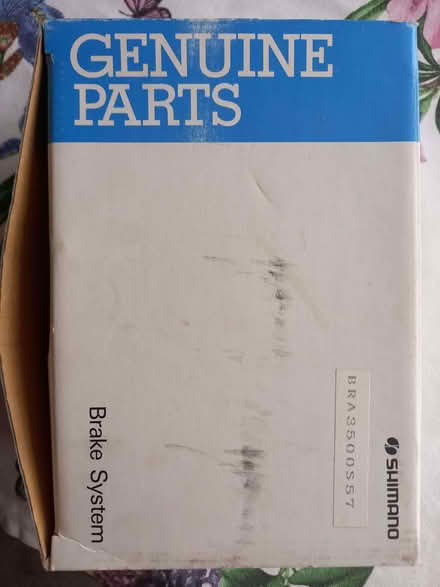 GENUINE
PARTS
Brake System
BRA3500S57
SHIMANO